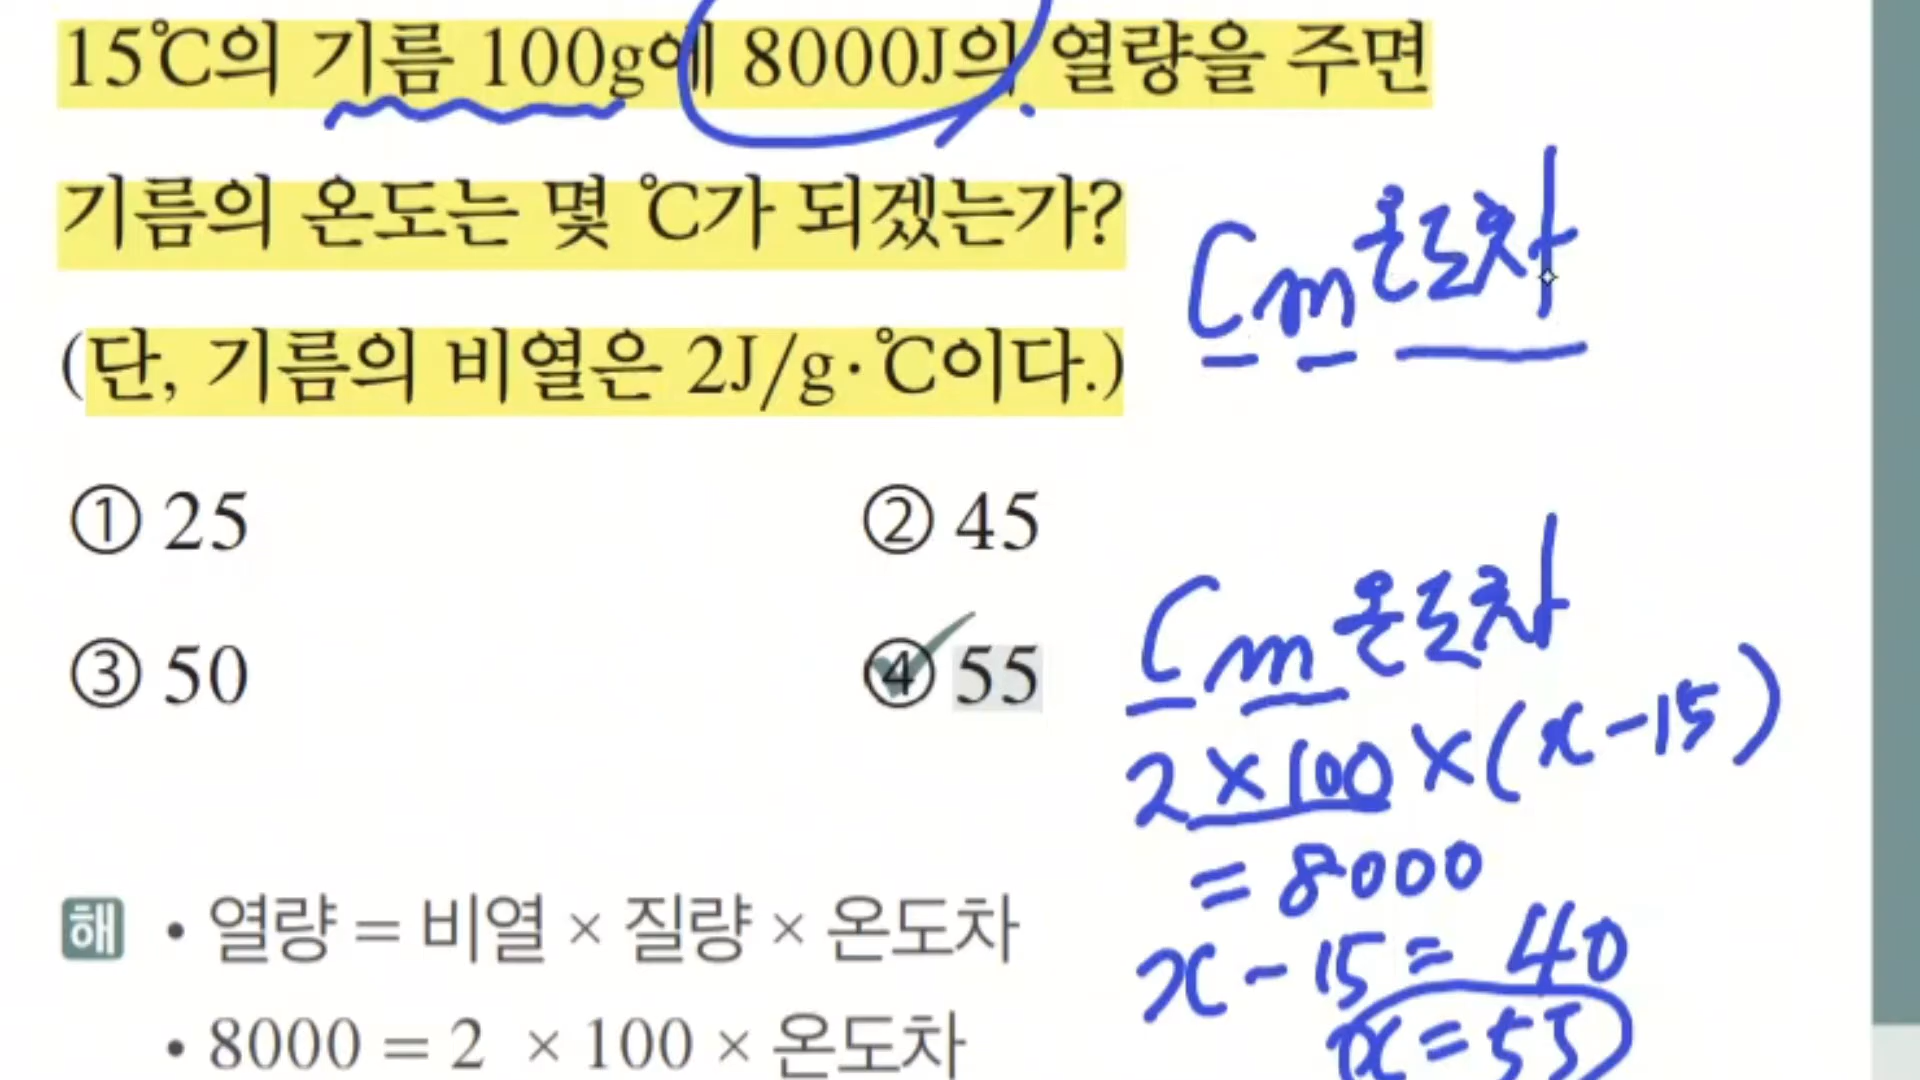 15℃의 기름 100g에 8000J의 열량을 주면
기름의 온도는 몇 ℃가 되겠는가?
(단, 기름의 비열은 2J/g·℃이다.)
Cm온도차
① 25
② 45
③ 50
④ 55
Cm온도차
2×100×(x-15)
=8000
x-15=40
x=55
해 • 열량 = 비열 × 질량 × 온도차
• 8000 = 2 × 100 × 온도차